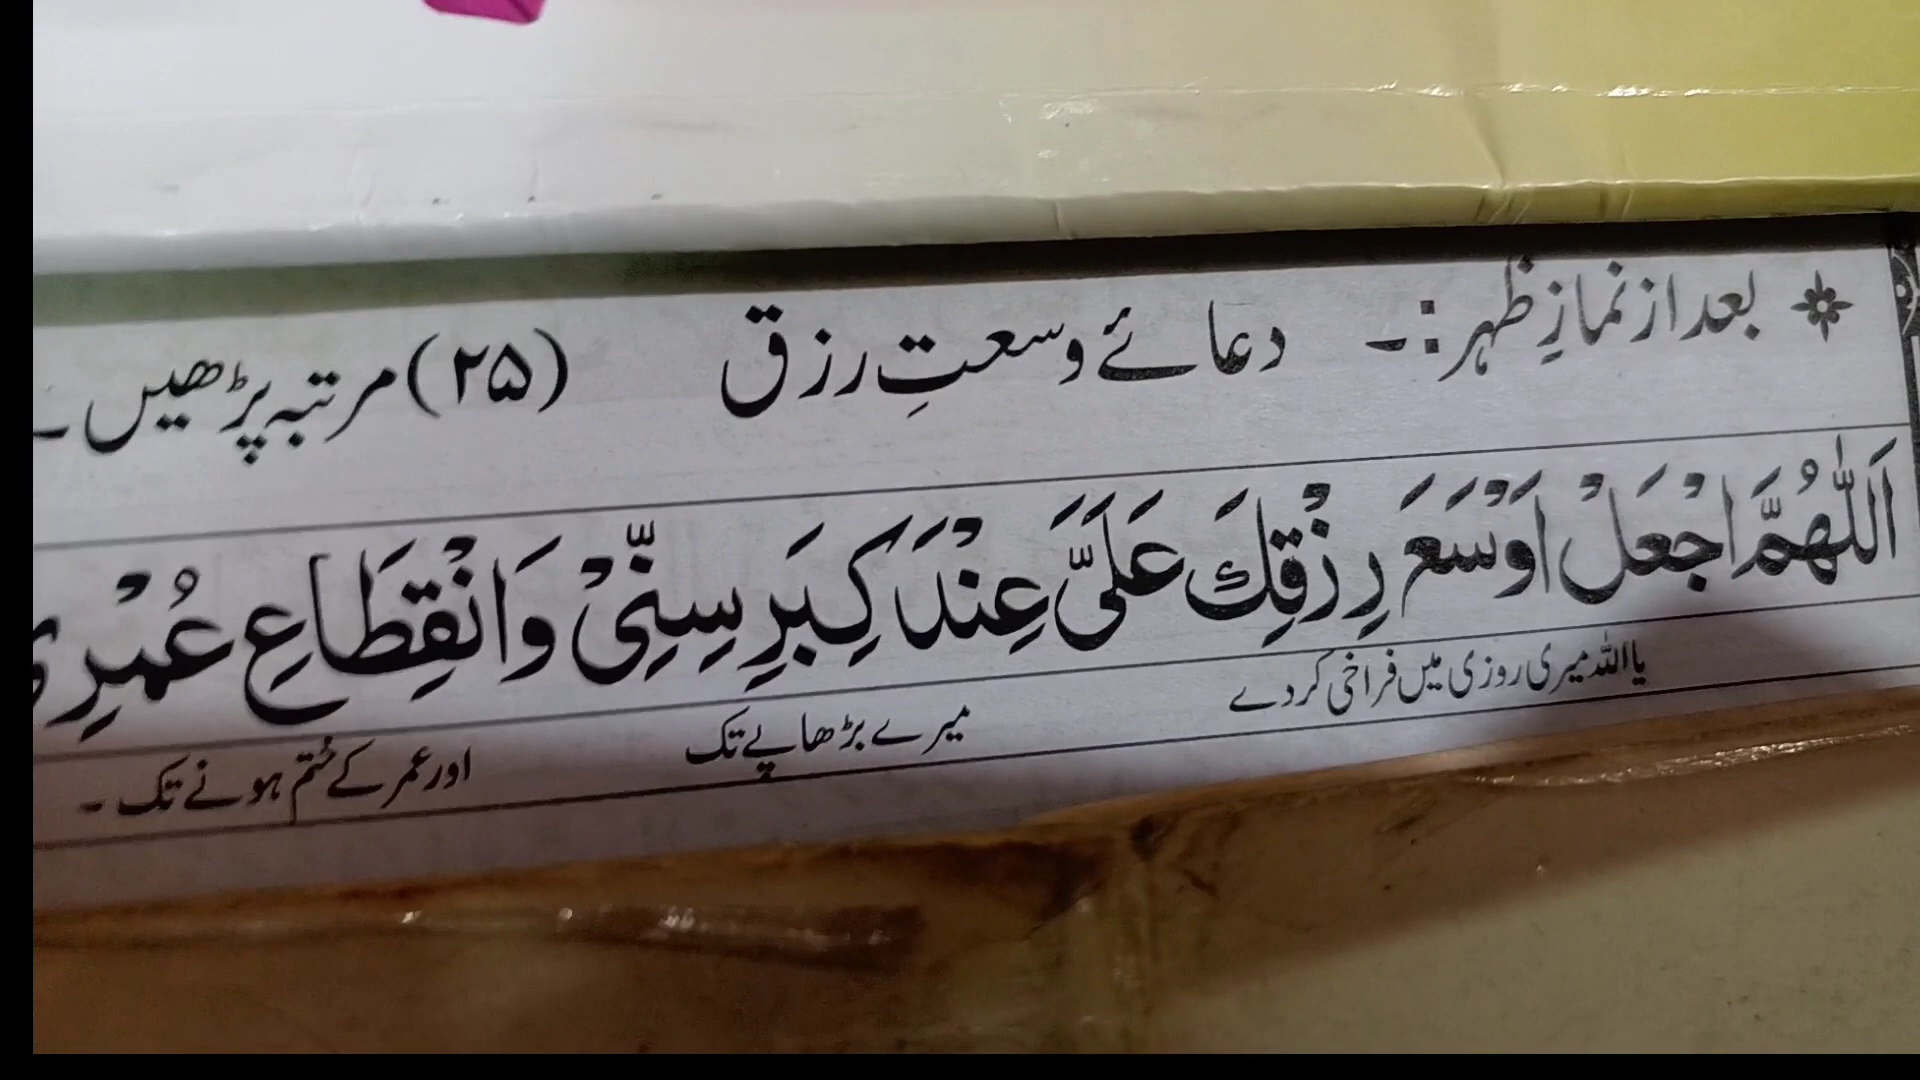 بعد از نمازِ ظہر :۔ دعائے وسعتِ رزق (۲۵) مرتبہ پڑھیں ۔
اَللّٰهُمَّ اجْعَلْ اَوْسَعَ رِزْقِكَ عَلَیَّ عِنْدَ كِبَرِ سِنِّیْ وَانْقِطَاعِ عُمْرِی
یا اللہ میری روزی میں فراخی کردے میرے بڑھاپے تک اور عمر کے ختم ہونے تک ۔